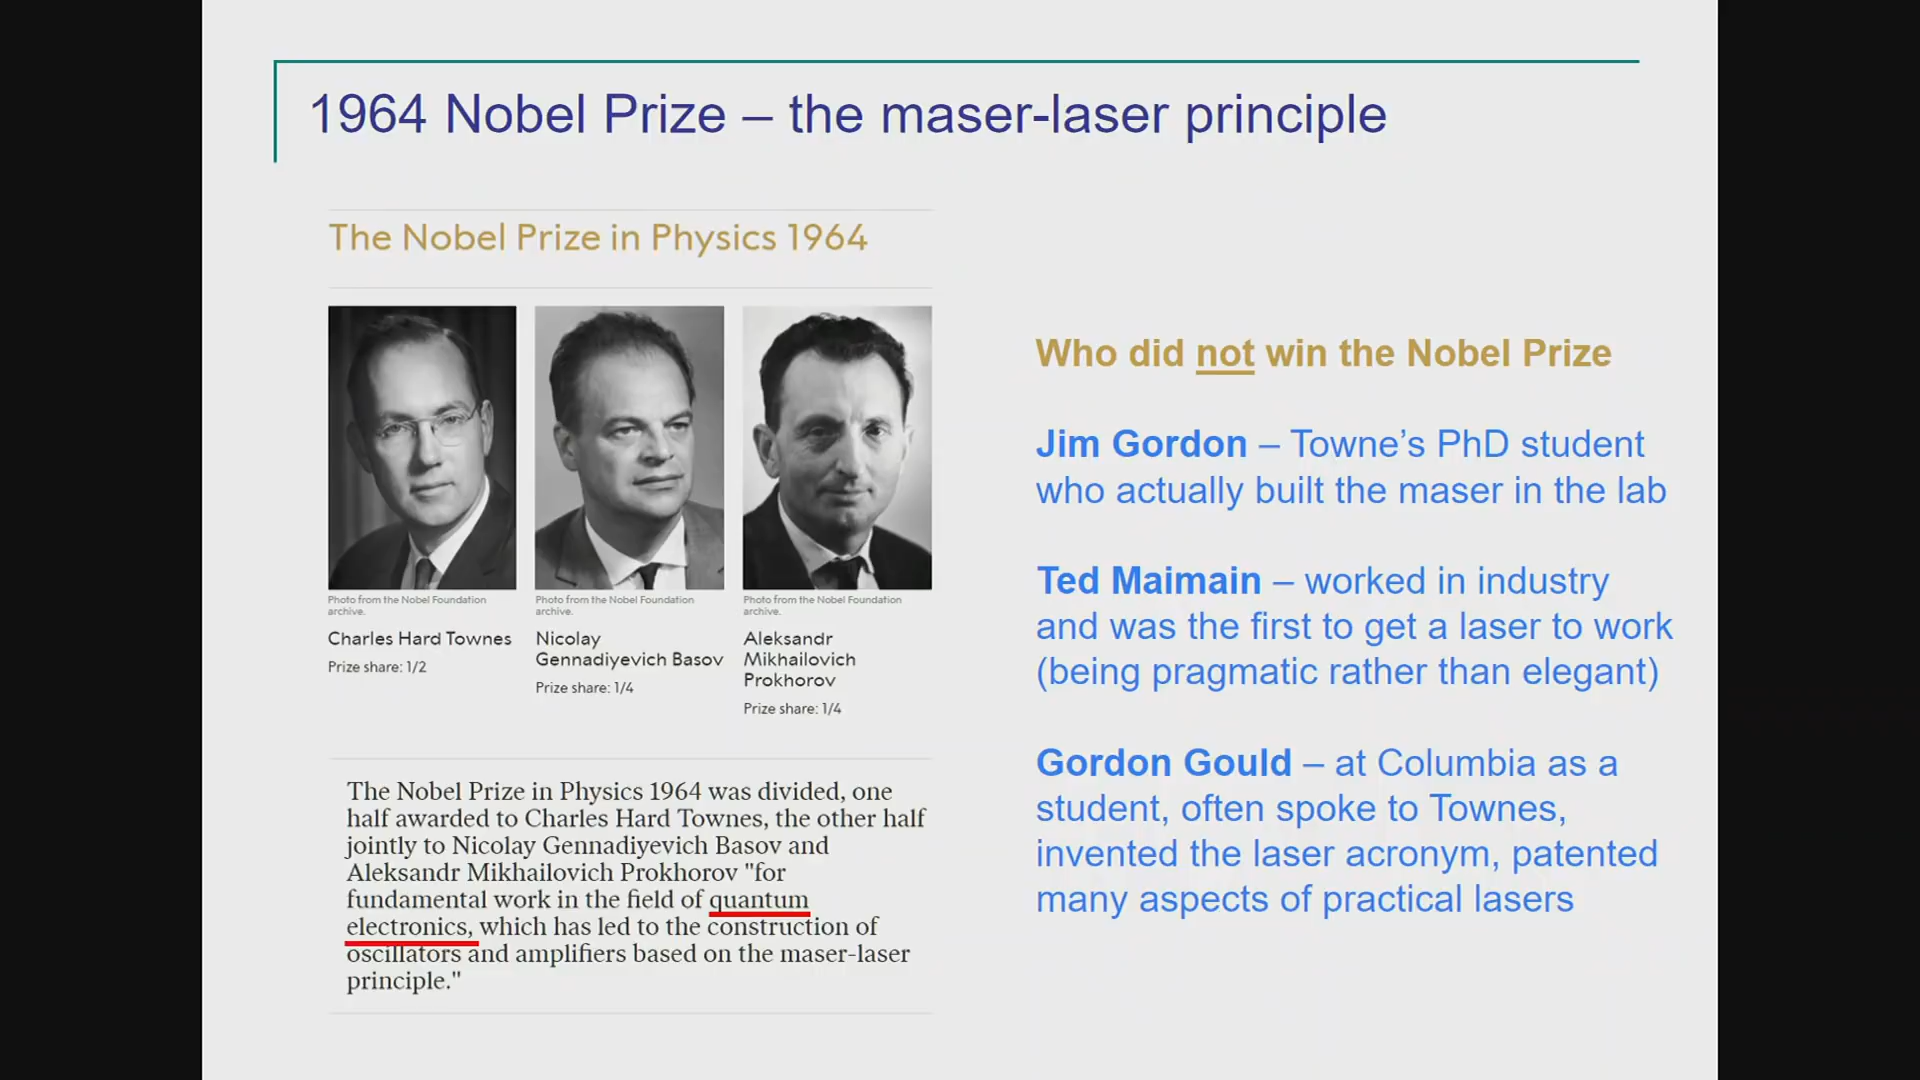 1964 Nobel Prize – the maser-laser principle
The Nobel Prize in Physics 1964
Photo from the Nobel Foundation
archive.
Charles Hard Townes
Prize share: 1/2
Photo from the Nobel Foundation
archive.
Nicolay
Gennadiyevich Basov
Prize share: 1/4
Photo from the Nobel Foundation
archive.
Aleksandr
Mikhailovich
Prokhorov
Prize share: 1/4
The Nobel Prize in Physics 1964 was divided, one
half awarded to Charles Hard Townes, the other half
jointly to Nicolay Gennadiyevich Basov and
Aleksandr Mikhailovich Prokhorov "for
fundamental work in the field of quantum
electronics, which has led to the construction of
oscillators and amplifiers based on the maser-laser
principle."
Who did not win the Nobel Prize
Jim Gordon – Towne’s PhD student
who actually built the maser in the lab
Ted Maimain – worked in industry
and was the first to get a laser to work
(being pragmatic rather than elegant)
Gordon Gould – at Columbia as a
student, often spoke to Townes,
invented the laser acronym, patented
many aspects of practical lasers